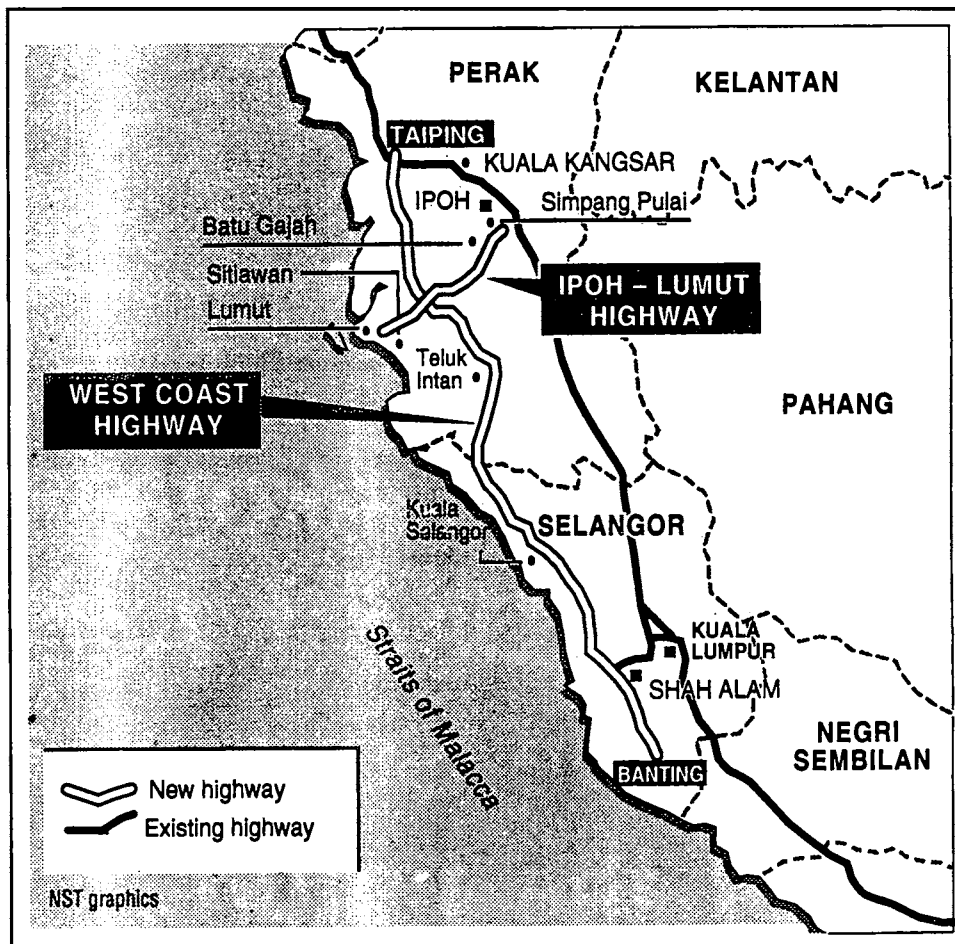 PERAK
KELANTAN
TAIPING
KUALA KANGSAR
IPOH
Simpang Pulai
Batu Gajah
Sitiawan
Lumut
IPOH – LUMUT
HIGHWAY
Teluk
Intan
WEST COAST
HIGHWAY
PAHANG
Kuala
Selangor
SELANGOR
KUALA
LUMPUR
SHAH ALAM
Straits of Malacca
NEGRI
SEMBILAN
BANTING
New highway
Existing highway
NST graphics